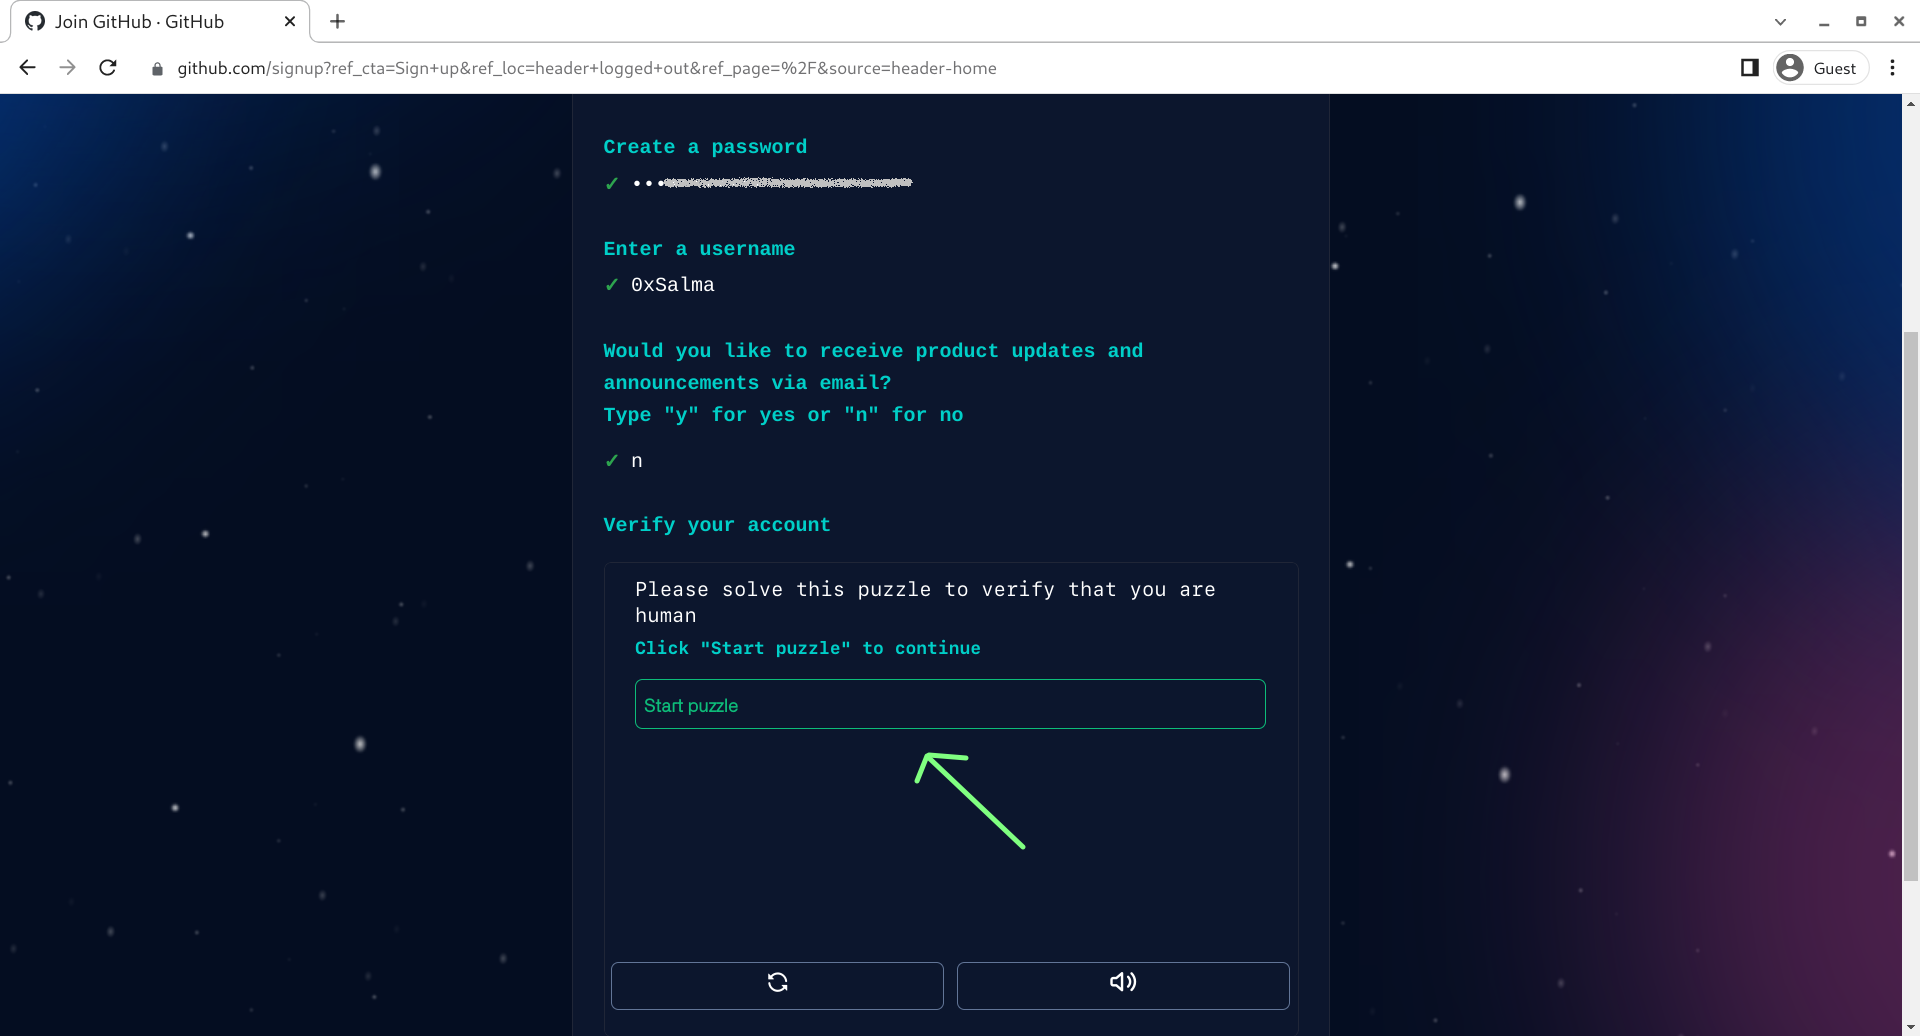 Join GitHub · GitHub
github.com/signup?ref_cta=Sign+up&ref_loc=header+logged+out&ref_page=%2F&source=header-home
Guest
Create a password
✓ •••
Enter a username
✓ 0xSalma
Would you like to receive product updates and
announcements via email?
Type "y" for yes or "n" for no
✓ n
Verify your account
Please solve this puzzle to verify that you are
human
Click "Start puzzle" to continue
Start puzzle